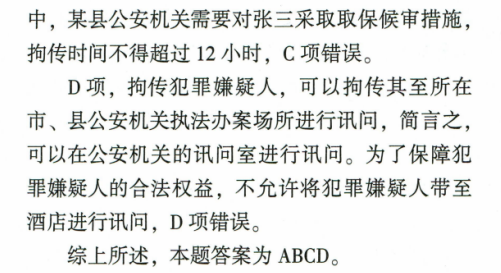 中，某县公安机关需要对张三采取取保候审措施，
拘传时间不得超过 12 小时，C 项错误。
D 项，拘传犯罪嫌疑人，可以拘传其至所在
市、县公安机关执法办案场所进行讯问，简言之，
可以在公安机关的讯问室进行讯问。为了保障犯
罪嫌疑人的合法权益，不允许将犯罪嫌疑人带至
酒店进行讯问，D 项错误。
综上所述，本题答案为 ABCD。